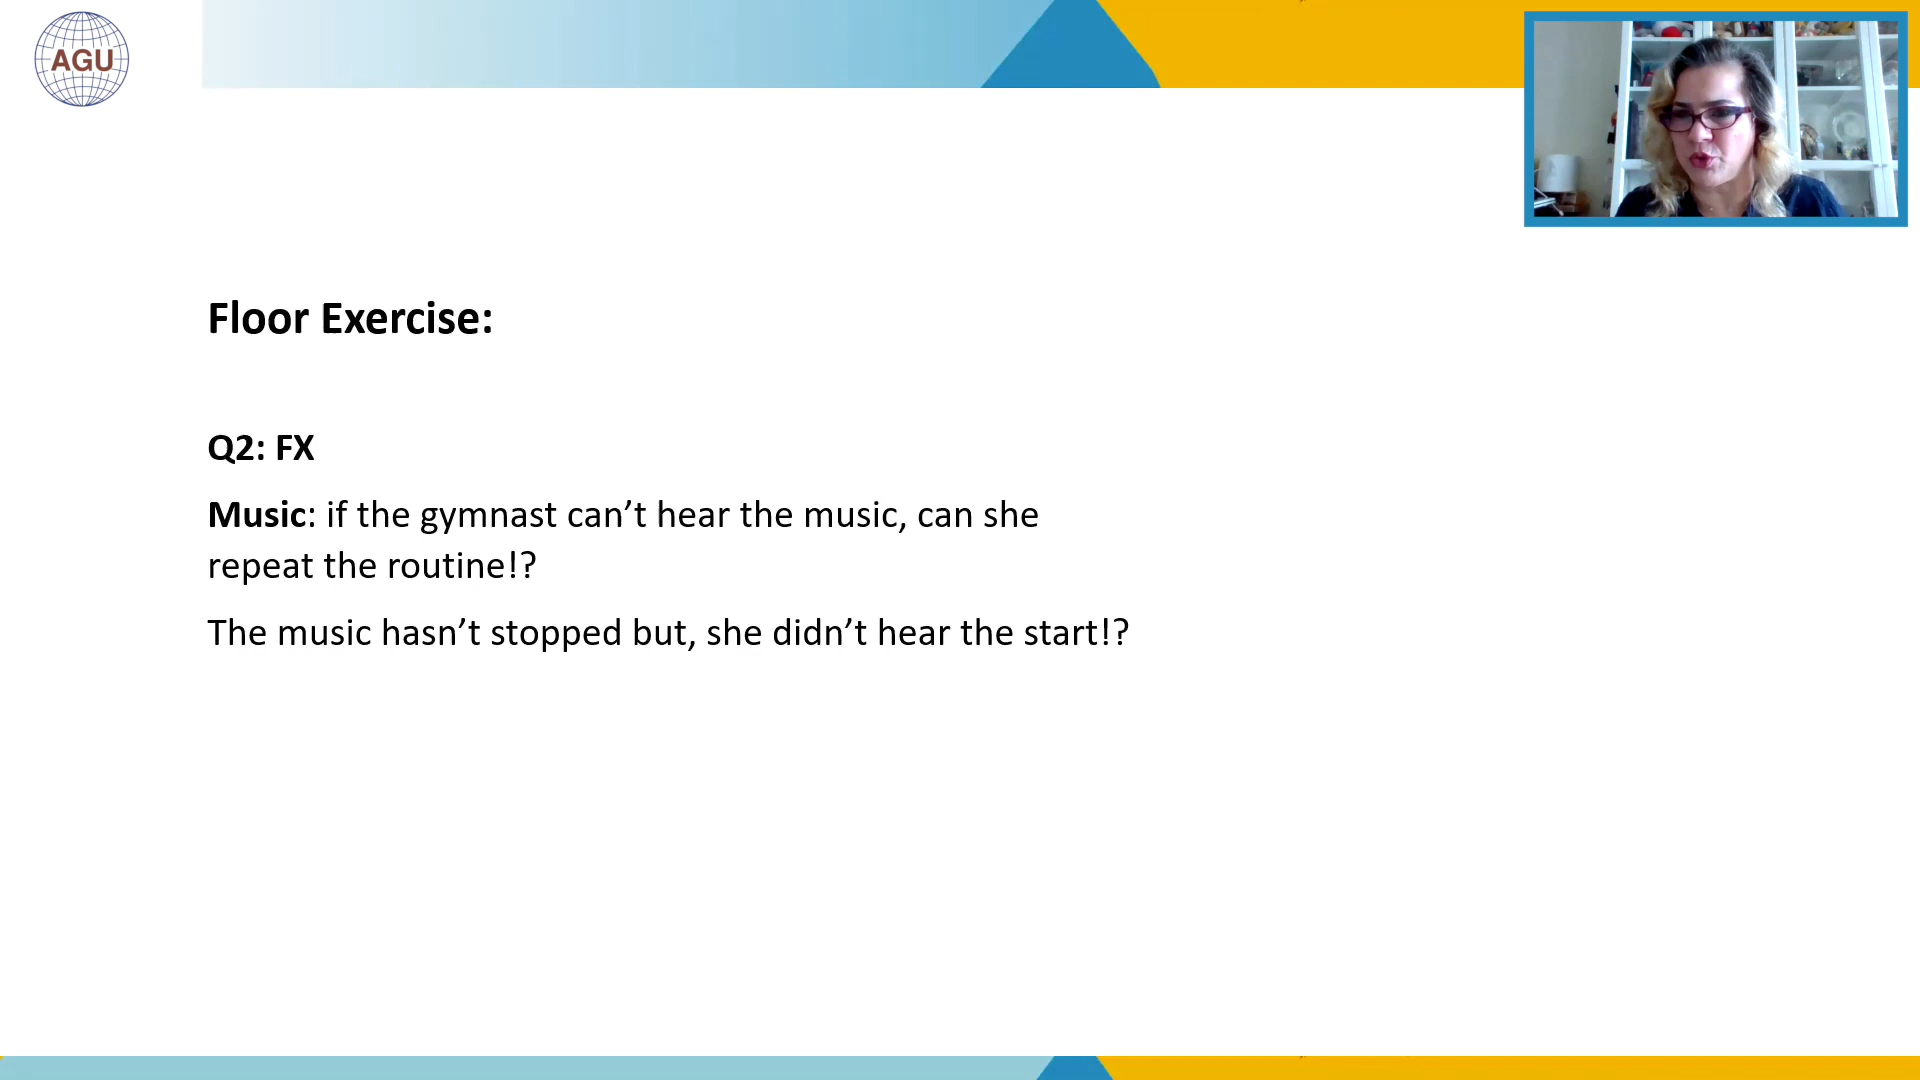 AGU
Floor Exercise:
Q2: FX
Music: if the gymnast can’t hear the music, can she
repeat the routine!?
The music hasn’t stopped but, she didn’t hear the start!?